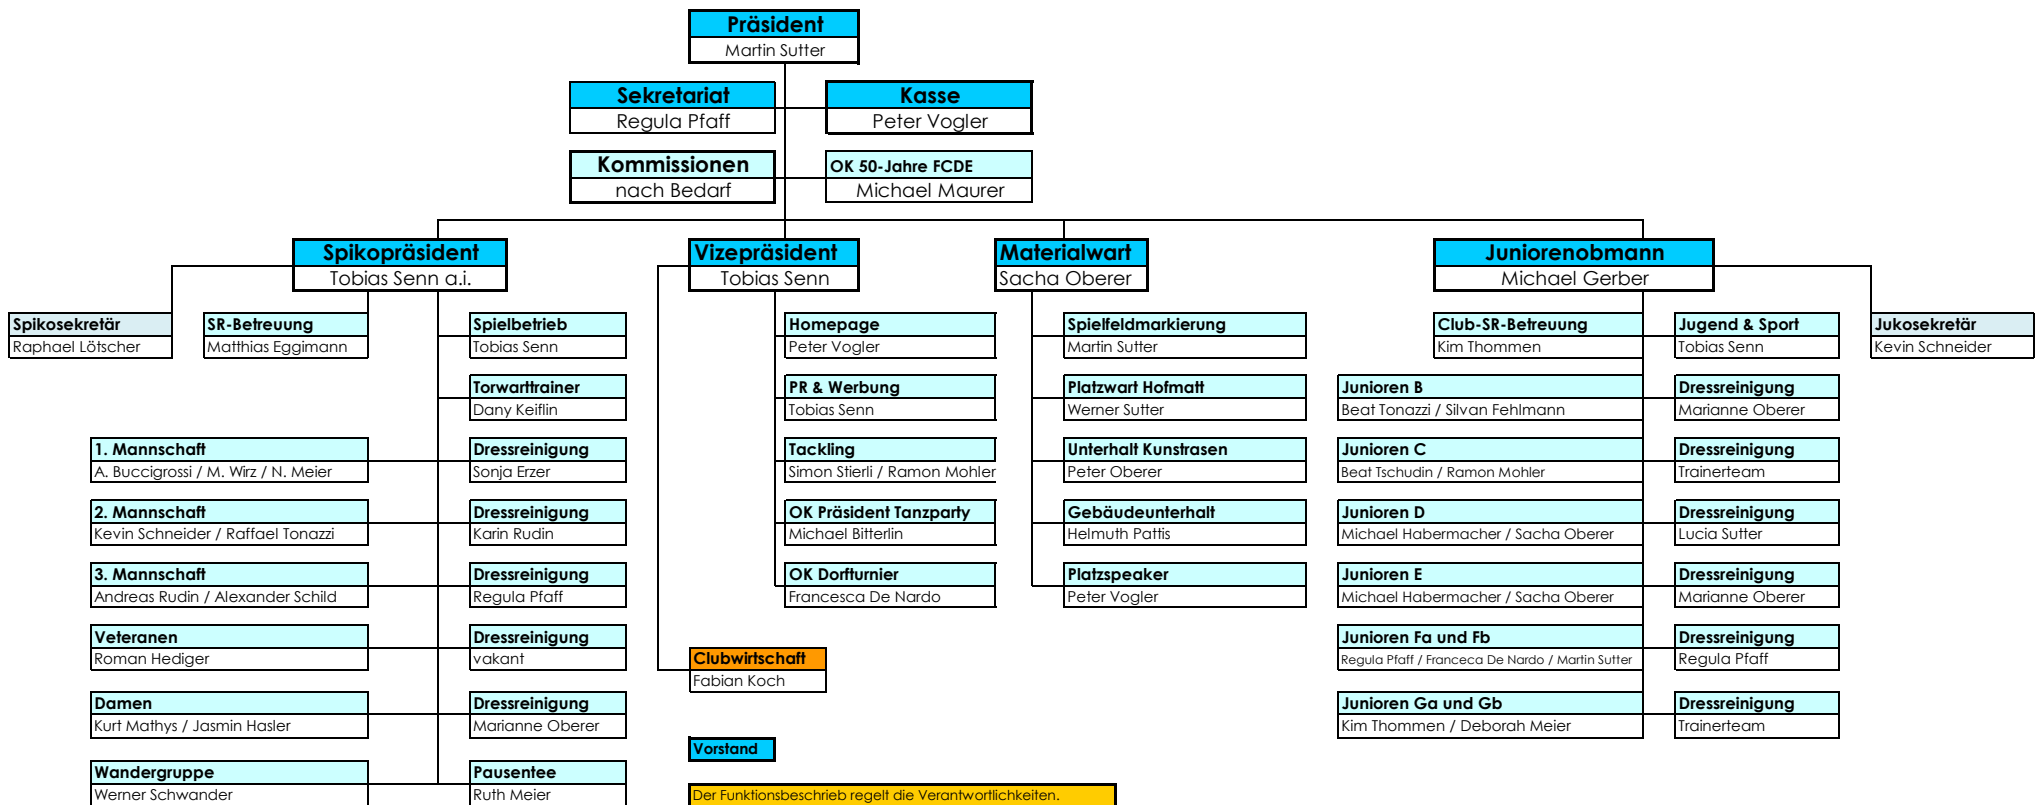 Präsident
Martin Sutter
Sekretariat
Regula Pfaff
Kasse
Peter Vogler
Kommissionen
nach Bedarf
OK 50-Jahre FCDE
Michael Maurer
Spikopräsident
Tobias Senn a.i.
Vizepräsident
Tobias Senn
Materialwart
Sacha Oberer
Juniorenobmann
Michael Gerber
Spikosekretär
Raphael Lötscher
SR-Betreuung
Matthias Eggimann
Spielbetrieb
Tobias Senn
Torwarttrainer
Dany Keiflin
1. Mannschaft
A. Buccigrossi / M. Wirz / N. Meier
Dressreinigung
Sonja Erzer
2. Mannschaft
Kevin Schneider / Raffael Tonazzi
Dressreinigung
Karin Rudin
3. Mannschaft
Andreas Rudin / Alexander Schild
Dressreinigung
Regula Pfaff
Veteranen
Roman Hediger
Dressreinigung
vakant
Damen
Kurt Mathys / Jasmin Hasler
Dressreinigung
Marianne Oberer
Wandergruppe
Werner Schwander
Pausentee
Ruth Meier
Homepage
Peter Vogler
PR & Werbung
Tobias Senn
Tackling
Simon Stierli / Ramon Mohler
OK Präsident Tanzparty
Michael Bitterlin
OK Dorfturnier
Francesca De Nardo
Clubwirtschaft
Fabian Koch
Vorstand
Der Funktionsbeschrieb regelt die Verantwortlichkeiten.
Spielfeldmarkierung
Martin Sutter
Platzwart Hofmatt
Werner Sutter
Unterhalt Kunstrasen
Peter Oberer
Gebäudeunterhalt
Helmuth Pattis
Platzspeaker
Peter Vogler
Club-SR-Betreuung
Kim Thommen
Jugend & Sport
Tobias Senn
Jukosekretär
Kevin Schneider
Junioren B
Beat Tonazzi / Silvan Fehlmann
Dressreinigung
Marianne Oberer
Junioren C
Beat Tschudin / Ramon Mohler
Dressreinigung
Trainerteam
Junioren D
Michael Habermacher / Sacha Oberer
Dressreinigung
Lucia Sutter
Junioren E
Michael Habermacher / Sacha Oberer
Dressreinigung
Marianne Oberer
Junioren Fa und Fb
Regula Pfaff / Franceca De Nardo / Martin Sutter
Dressreinigung
Regula Pfaff
Junioren Ga und Gb
Kim Thommen / Deborah Meier
Dressreinigung
Trainerteam